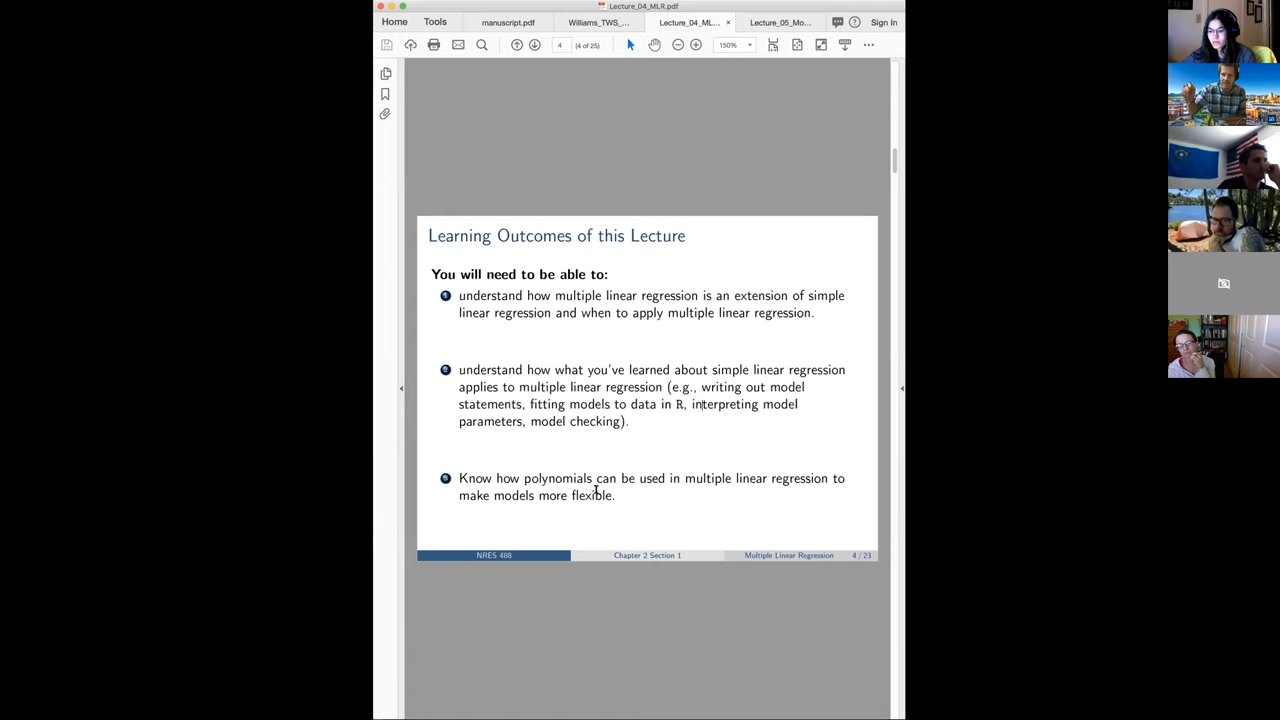 Lecture_04_MLR.pdf
Home Tools manuscript.pdf Williams_TWS_... Lecture_04_ML... × Lecture_05_Mo... Sign In
4 (4 of 25) 150%
Learning Outcomes of this Lecture
You will need to be able to:
1 understand how multiple linear regression is an extension of simple
linear regression and when to apply multiple linear regression.
2 understand how what you've learned about simple linear regression
applies to multiple linear regression (e.g., writing out model
statements, fitting models to data in R, interpreting model
parameters, model checking).
3 Know how polynomials can be used in multiple linear regression to
make models more flexible.
NRES 488 Chapter 2 Section 1 Multiple Linear Regression 4 / 23